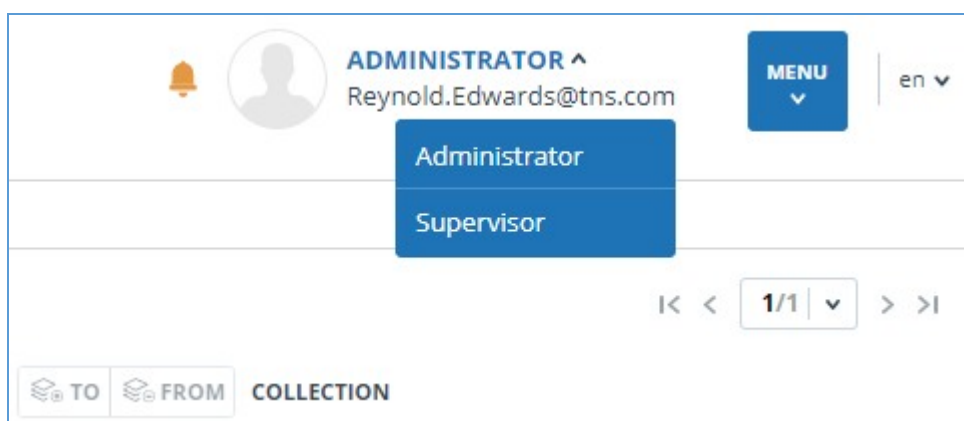 ADMINISTRATOR
Reynold.Edwards@tns.com
MENU
en
Administrator
Supervisor
1/1
TO FROM COLLECTION